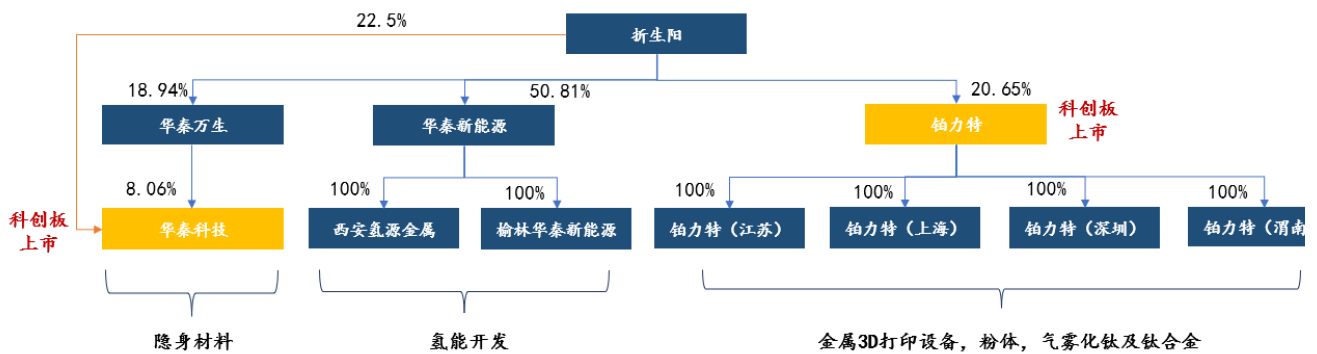 22.5%
折生阳
18.94%
50.81%
20.65%
华秦万生
华秦新能源
铂力特
科创板
上市
8.06%
100%
100%
100%
100%
100%
100%
科创板
上市
华秦科技
西安氢源金属
榆林华秦新能源
铂力特（江苏）
铂力特（上海）
铂力特（深圳）
铂力特（渭南
隐身材料
氢能开发
金属3D打印设备，粉体，气雾化钛及钛合金